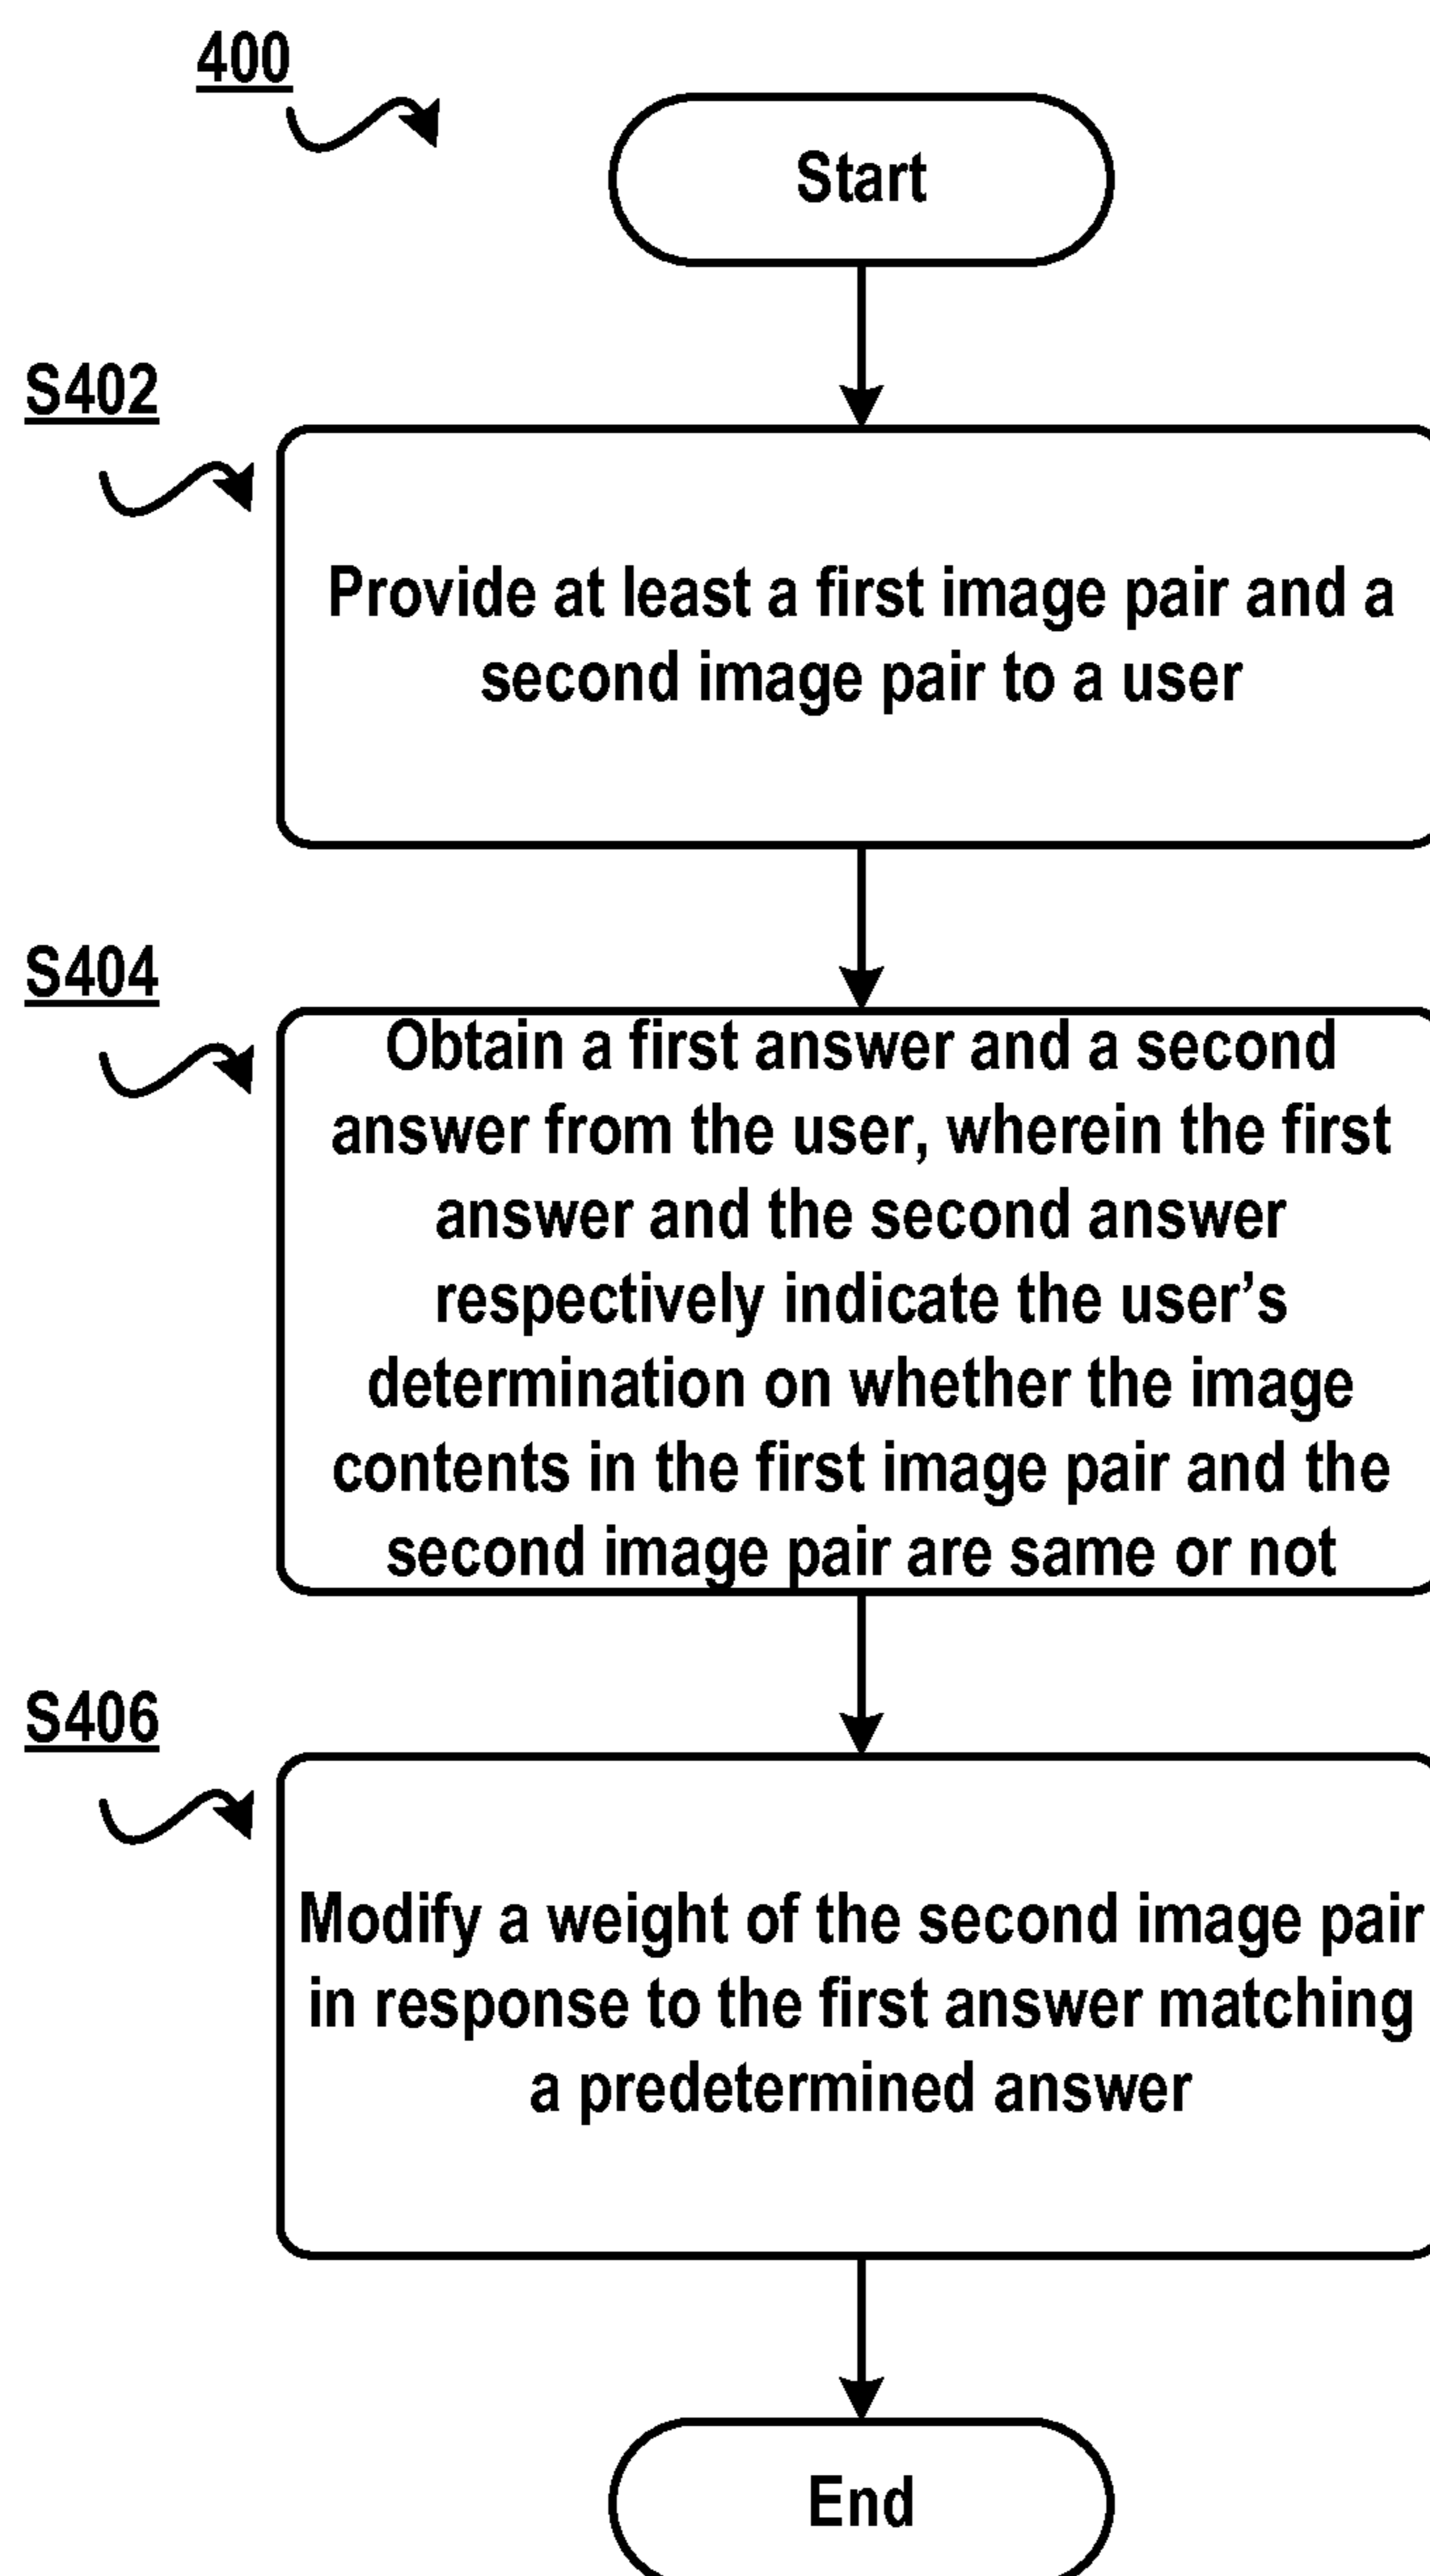 400
Start
S402
Provide at least a first image pair and a
second image pair to a user
S404
Obtain a first answer and a second
answer from the user, wherein the first
answer and the second answer
respectively indicate the user’s
determination on whether the image
contents in the first image pair and the
second image pair are same or not
S406
Modify a weight of the second image pair
in response to the first answer matching
a predetermined answer
End